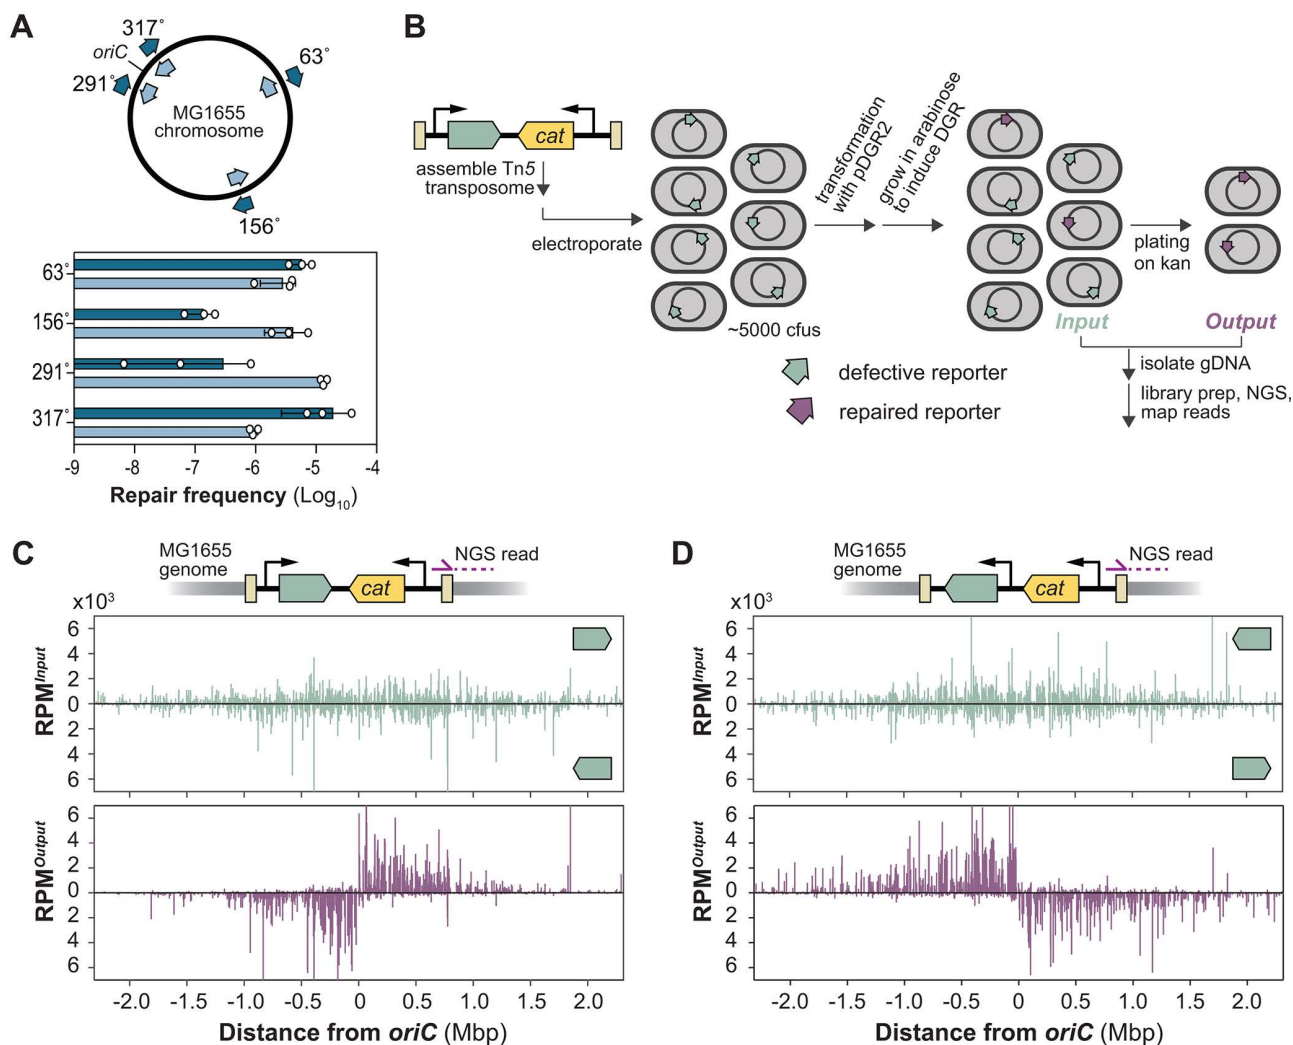 A
317°
oriC
63°
291°
MG1655
chromosome
156°
63°
156°
291°
317°
-9 -8 -7 -6 -5 -4
Repair frequency (Log10)
B
cat
assemble Tn5
transposome
electroporate
transformation
with pDGR2
grow in arabinose
to induce DGR
~5000 cfus
plating
on kan
Input
Output
isolate gDNA
library prep, NGS,
map reads
defective reporter
repaired reporter
C
MG1655
genome
NGS read
cat
x10³
6
4
2
0
2
4
6
RPMInput
6
4
2
0
2
4
6
RPMOutput
-2.0 -1.5 -1.0 -0.5 0 0.5 1.0 1.5 2.0
Distance from oriC (Mbp)
D
MG1655
genome
NGS read
cat
x10³
6
4
2
0
2
4
6
RPMInput
6
4
2
0
2
4
6
RPMOutput
-2.0 -1.5 -1.0 -0.5 0 0.5 1.0 1.5 2.0
Distance from oriC (Mbp)